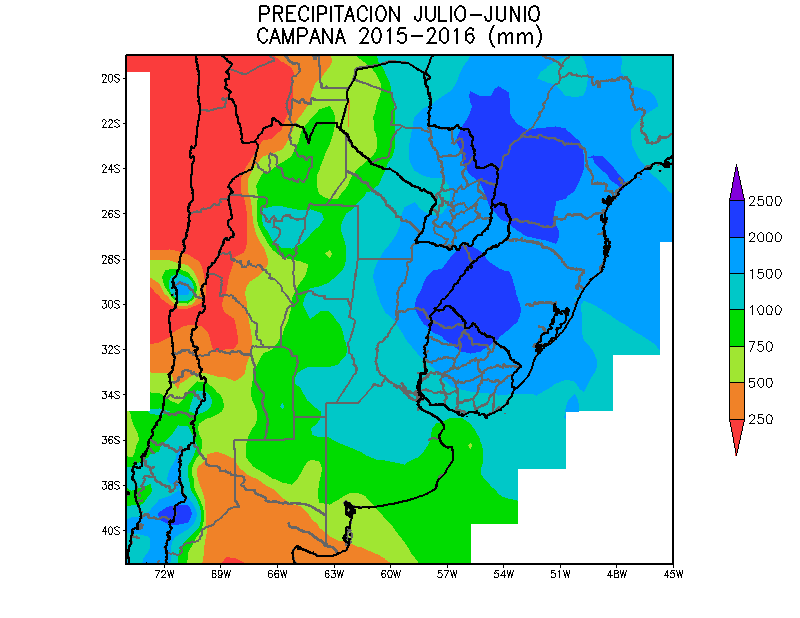 PRECIPITACION JULIO-JUNIO
CAMPANA 2015-2016 (mm)
20S
22S
24S
26S
28S
30S
32S
34S
36S
38S
40S
72W 69W 66W 63W 60W 57W 54W 51W 48W 45W
2500
2000
1500
1000
750
500
250